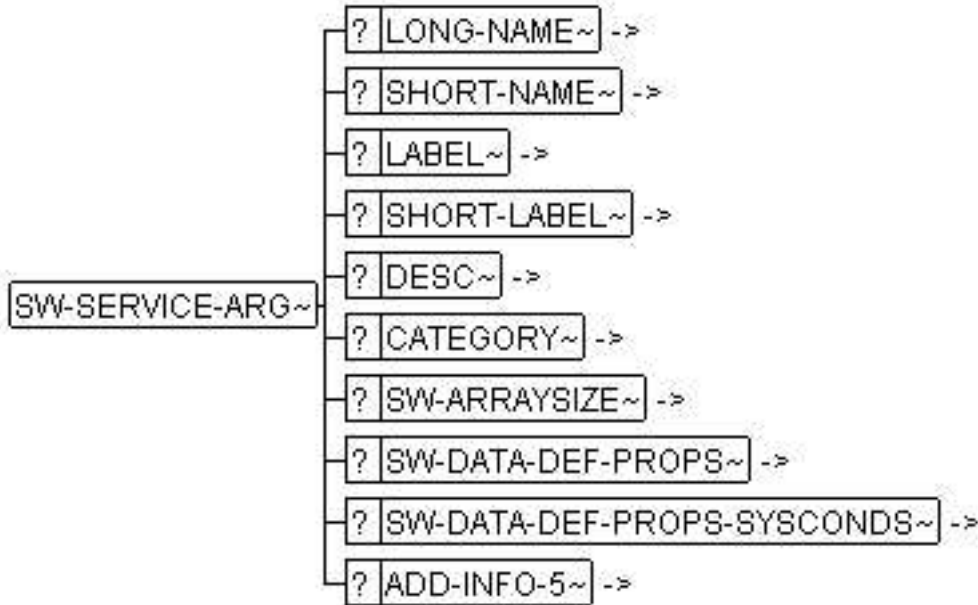 ? LONG-NAME~ ->
? SHORT-NAME~ ->
? LABEL~ ->
? SHORT-LABEL~ ->
? DESC~ ->
SW-SERVICE-ARG~
? CATEGORY~ ->
? SW-ARRAYSIZE~ ->
? SW-DATA-DEF-PROPS~ ->
? SW-DATA-DEF-PROPS-SYSCONDS~ ->
? ADD-INFO-5~ ->